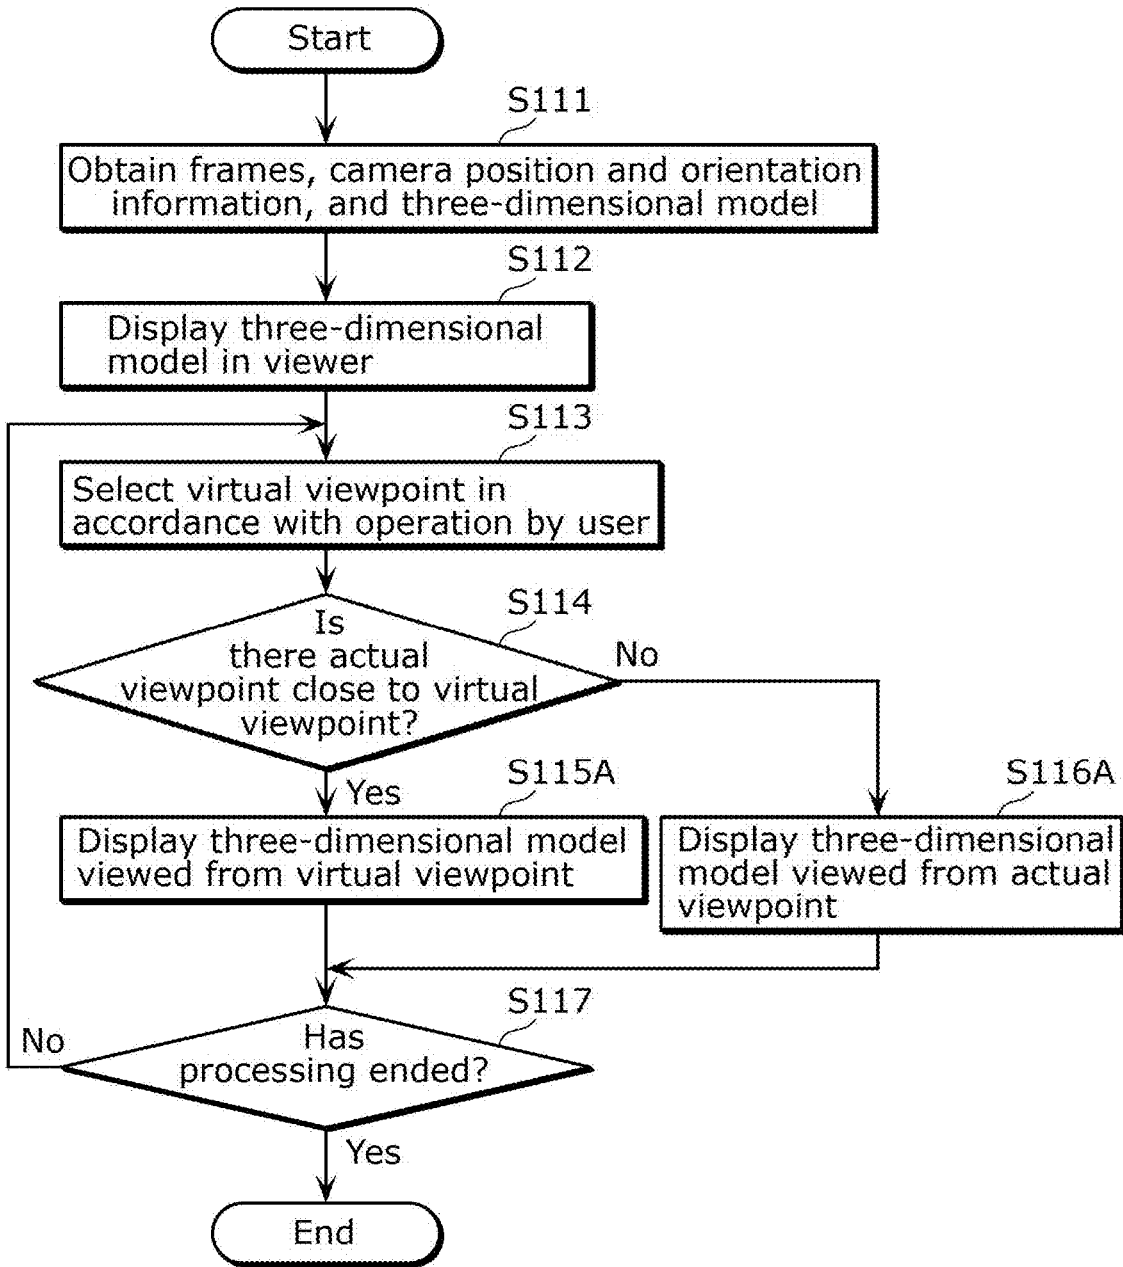 Start
S111
Obtain frames, camera position and orientation
information, and three-dimensional model
S112
Display three-dimensional
model in viewer
S113
Select virtual viewpoint in
accordance with operation by user
S114
Is
there actual
viewpoint close to virtual
viewpoint?
No
Yes
S115A
Display three-dimensional model
viewed from virtual viewpoint
S116A
Display three-dimensional
model viewed from actual
viewpoint
S117
Has
processing ended?
No
Yes
End